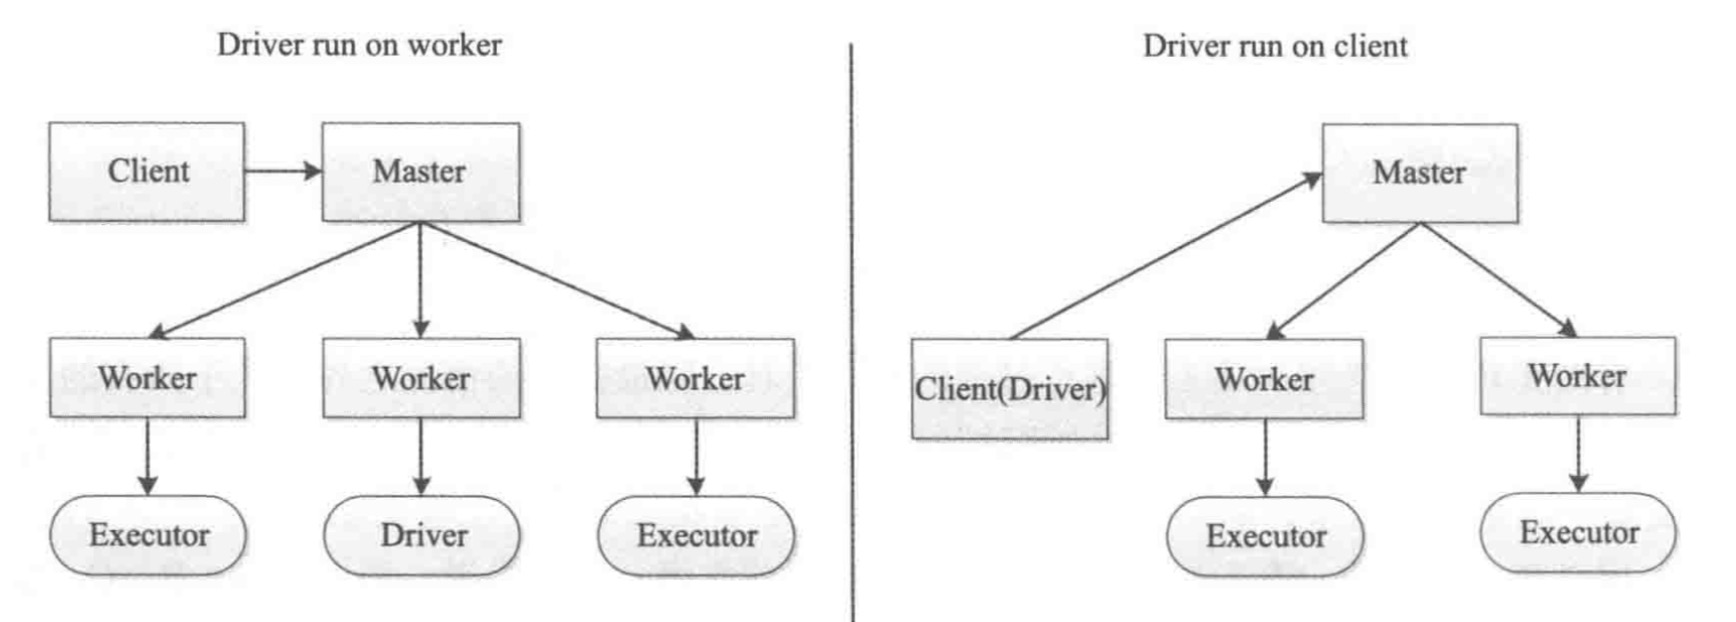 Driver run on worker
Client
Master
Worker
Worker
Worker
Executor
Driver
Executor
Driver run on client
Master
Client(Driver)
Worker
Worker
Executor
Executor